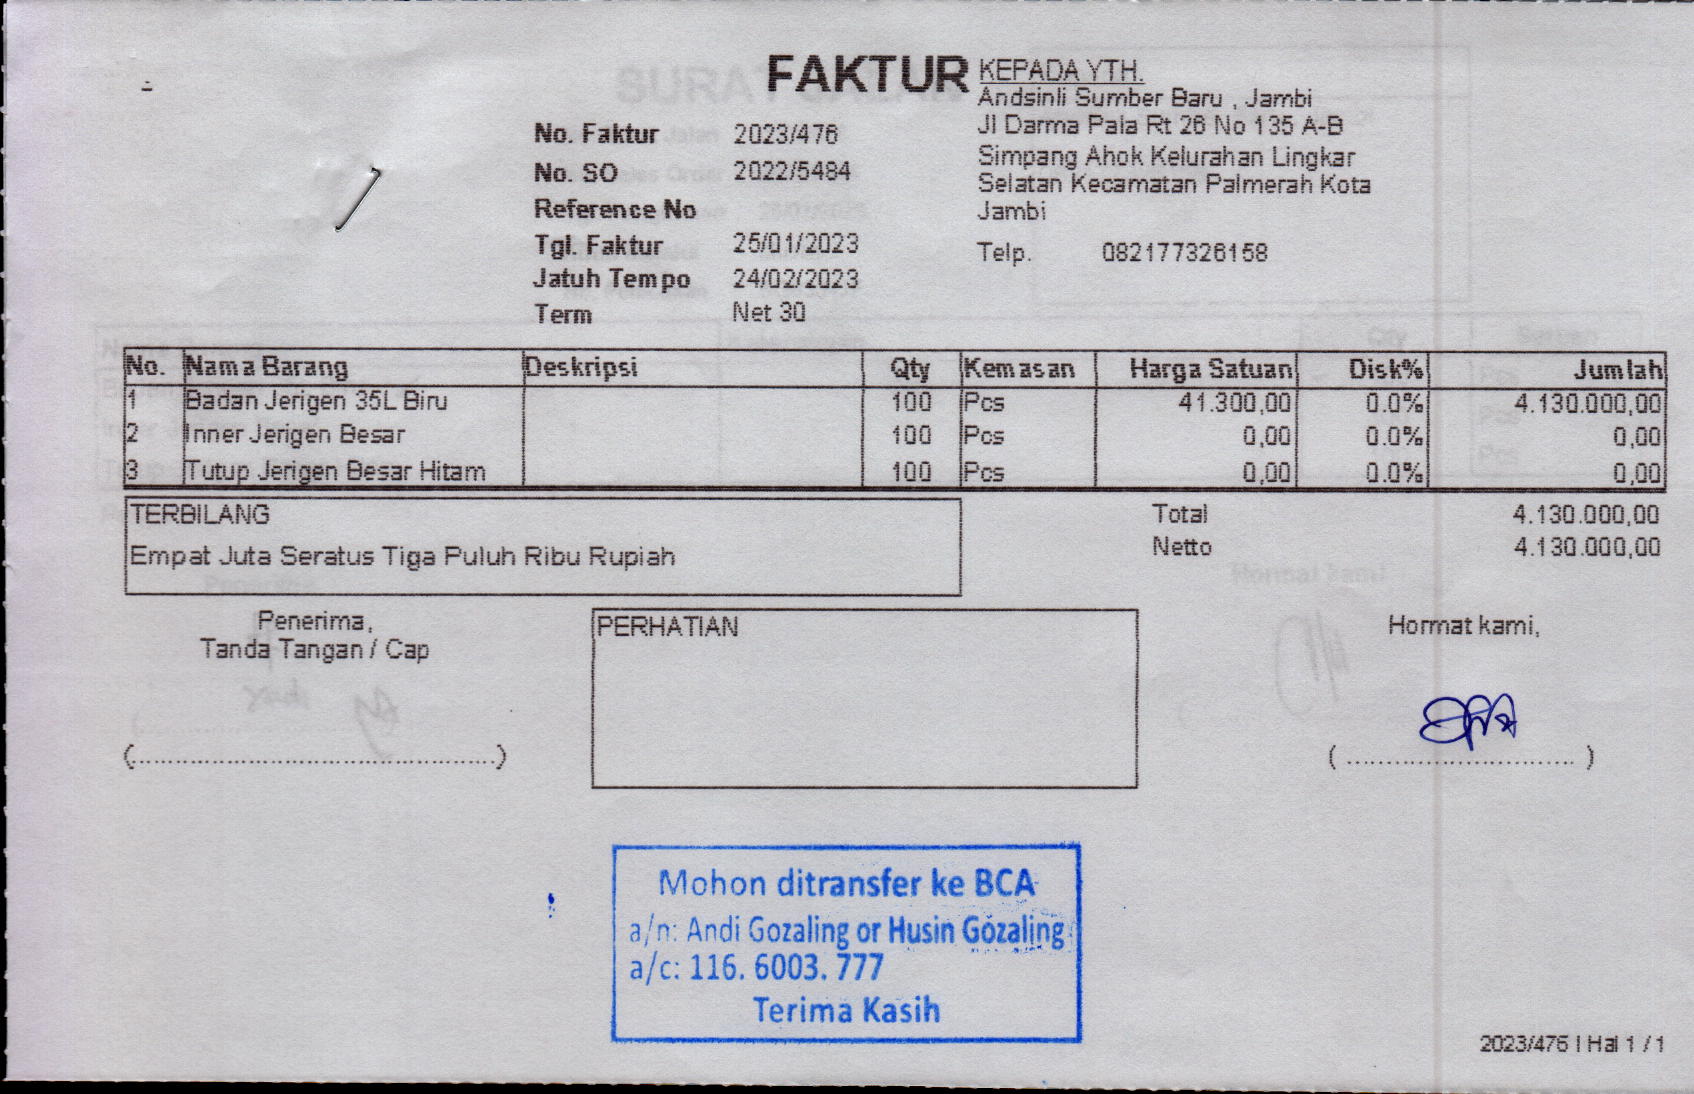 FAKTUR
KEPADA YTH.
Andsinli Sumber Baru , Jambi
Jl Darma Pala Rt 26 No 135 A-B
Simpang Ahok Kelurahan Lingkar
Selatan Kecamatan Palmerah Kota
Jambi
Telp. 082177326158
No. Faktur 2023/476
No. SO 2022/5484
Reference No
Tgl. Faktur 25/01/2023
Jatuh Tempo 24/02/2023
Term Net 30
No. Nama Barang Deskripsi Qty Kemasan Harga Satuan Disk% Jumlah
1 Badan Jerigen 35L Biru 100 Pcs 41.300,00 0.0% 4.130.000,00
2 Inner Jerigen Besar 100 Pcs 0,00 0.0% 0,00
3 Tutup Jerigen Besar Hitam 100 Pcs 0,00 0.0% 0,00
TERBILANG
Empat Juta Seratus Tiga Puluh Ribu Rupiah
Total 4.130.000,00
Netto 4.130.000,00
Penerima,
Tanda Tangan / Cap
PERHATIAN
Hormat kami,
Mohon ditransfer ke BCA
a/n: Andi Gozaling or Husin Gozaling
a/c: 116. 6003. 777
Terima Kasih
2023/476 | Hal 1 / 1